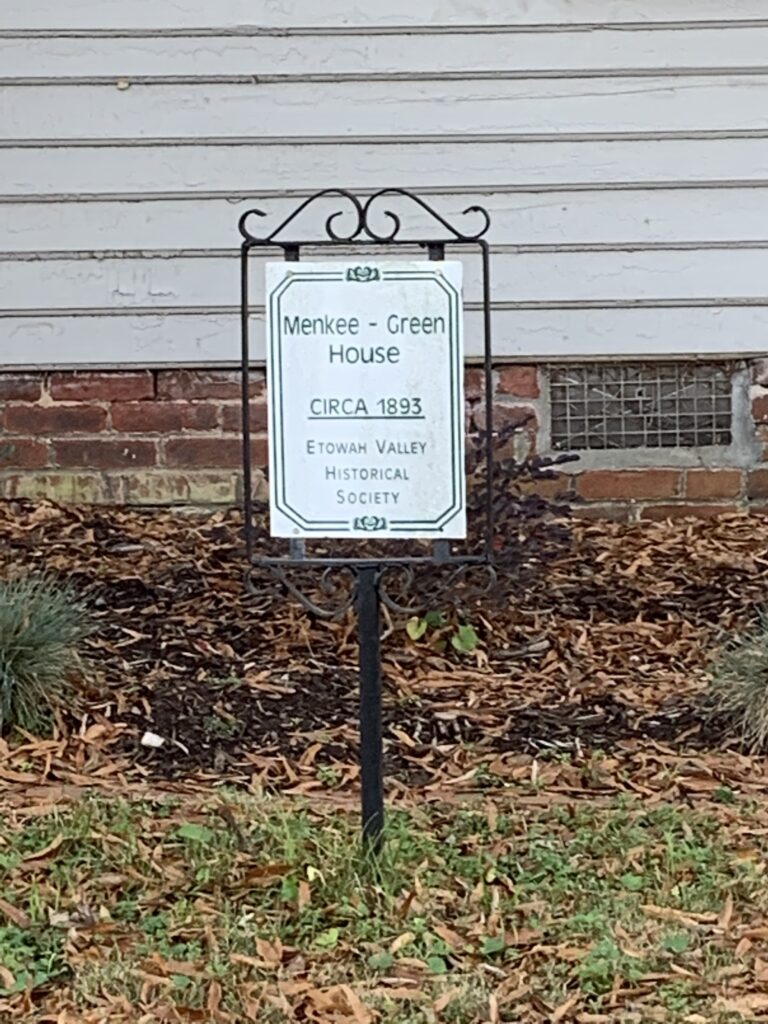 Menkee - Green
House
CIRCA 1893
ETOWAH VALLEY
HISTORICAL
SOCIETY